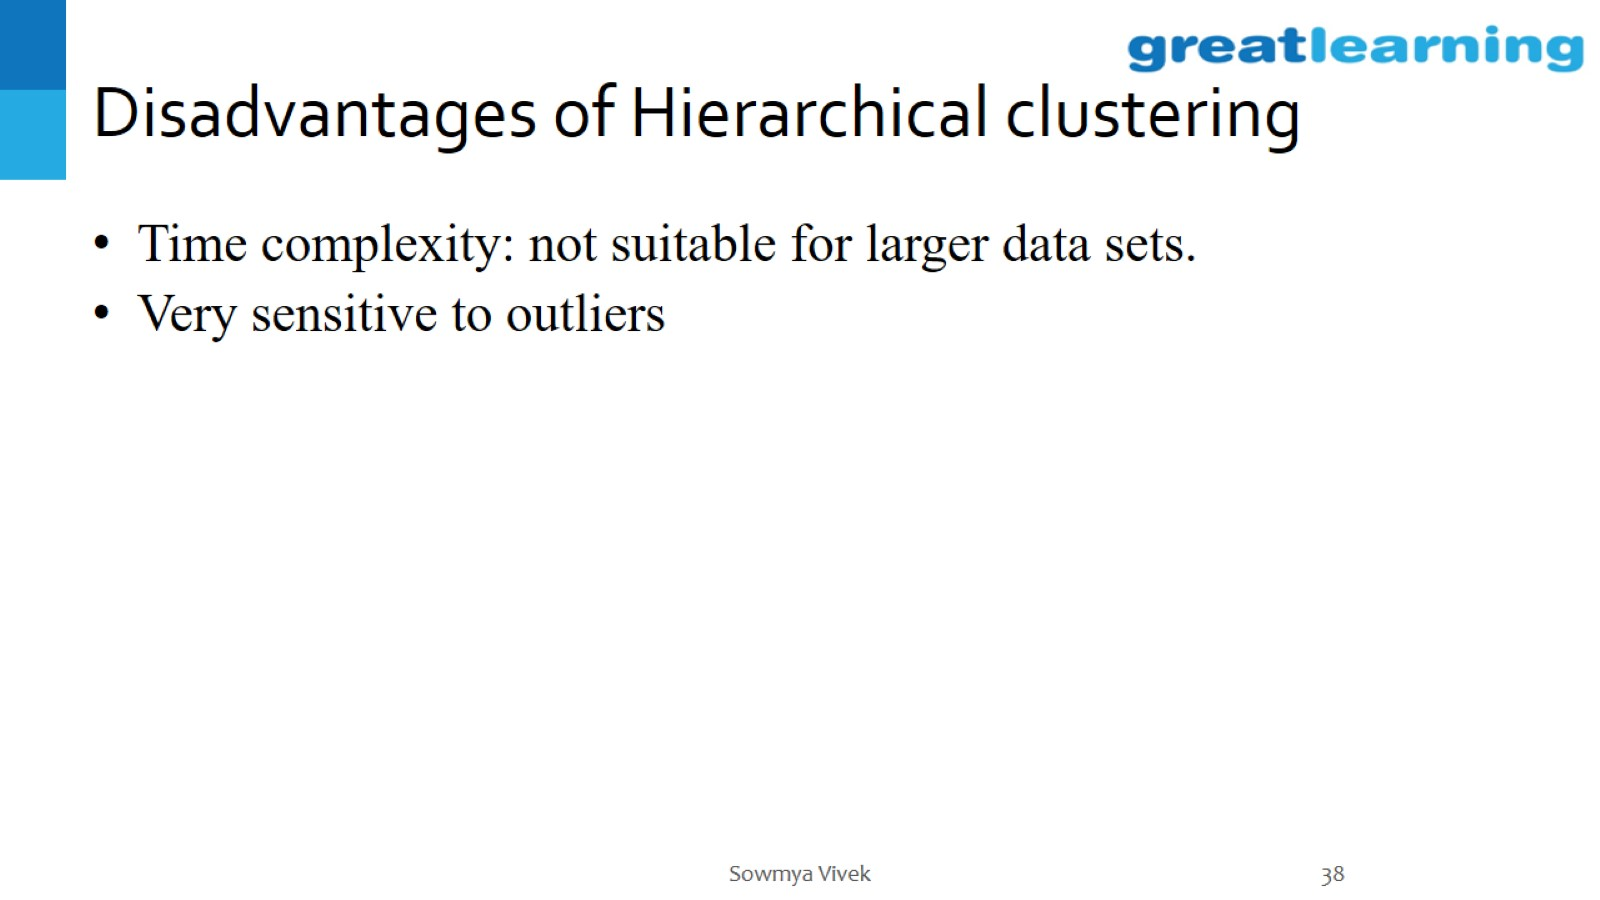 greatlearning
Disadvantages of Hierarchical clustering
• Time complexity: not suitable for larger data sets.
• Very sensitive to outliers
Sowmya Vivek
38